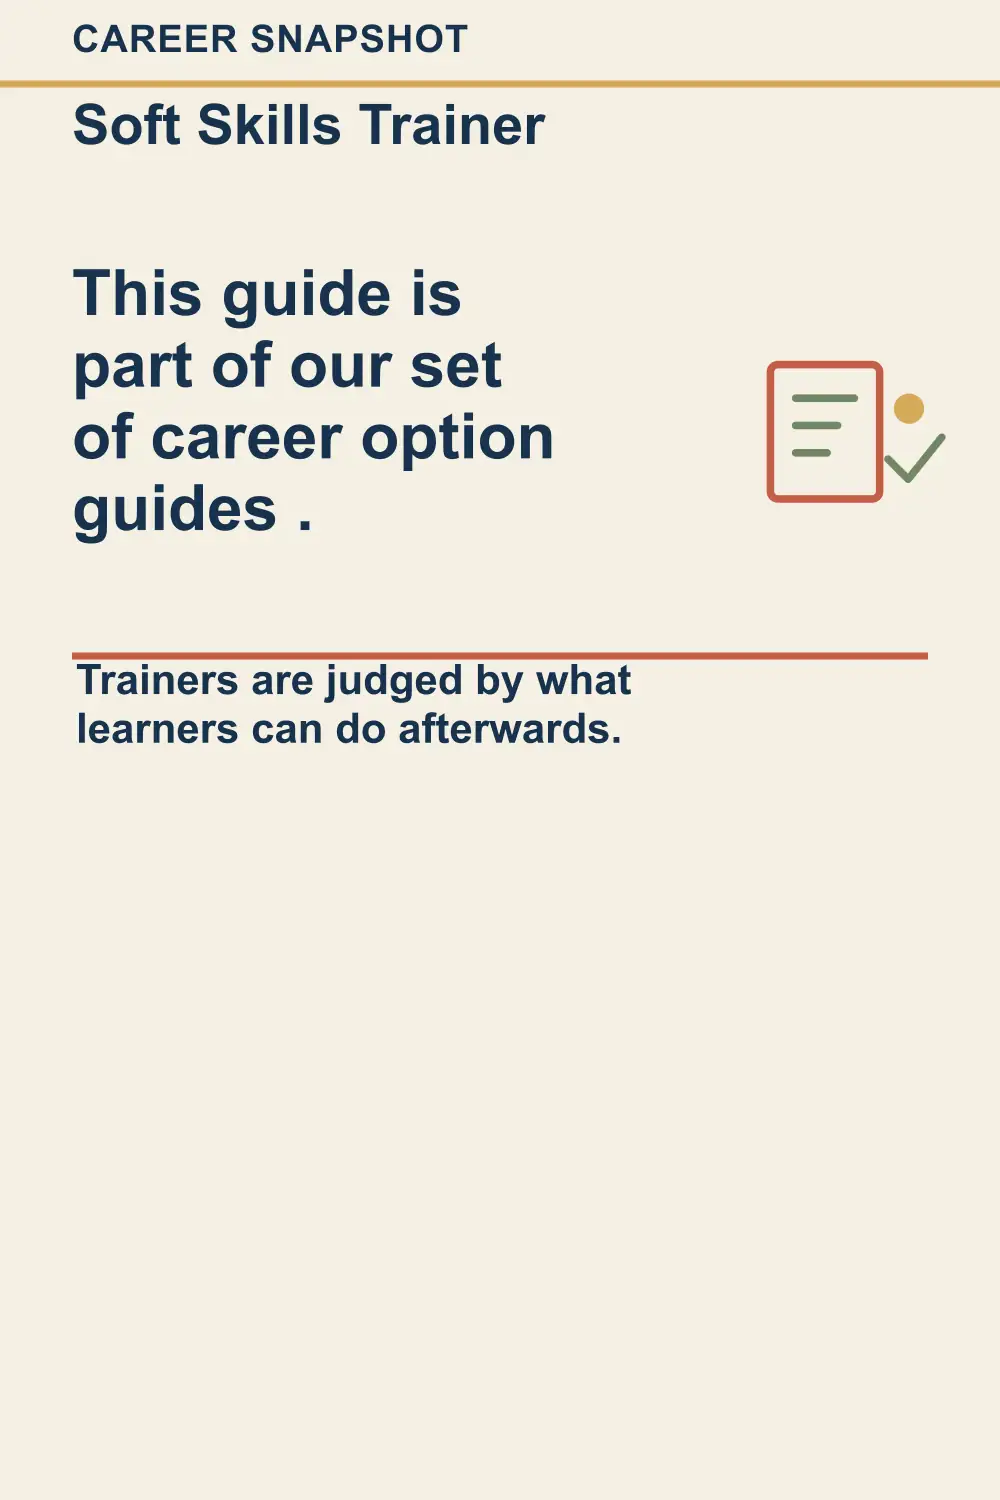 CAREER SNAPSHOT
Soft Skills Trainer
This guide is
part of our set
of career option
guides .
Trainers are judged by what
learners can do afterwards.